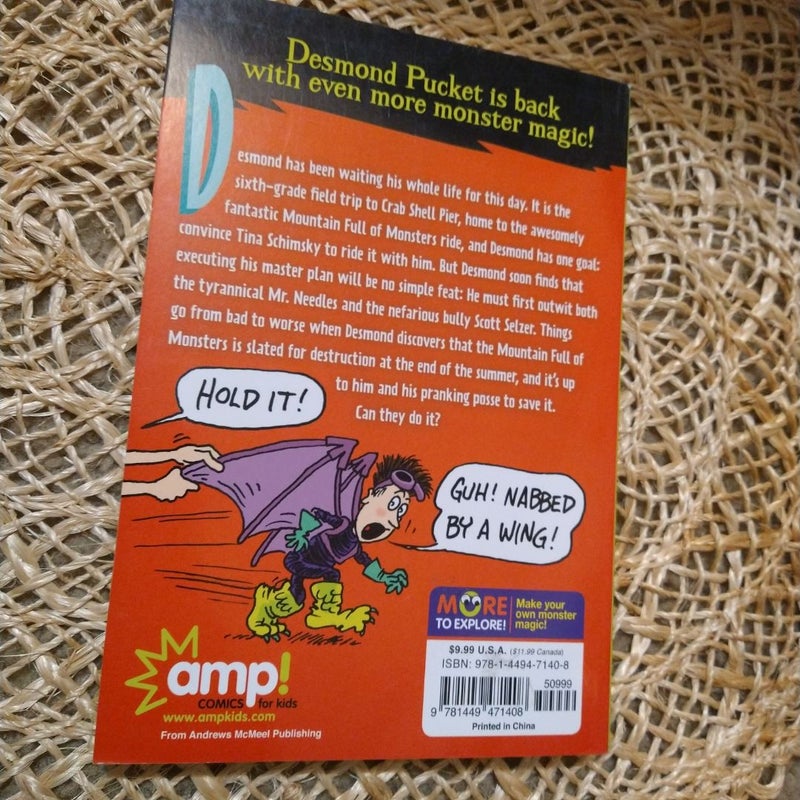 Desmond Pucket is back
with even more monster magic!
Desmond has been waiting his whole life for this day. It is the
sixth-grade field trip to Crab Shell Pier, home to the awesomely
fantastic Mountain Full of Monsters ride, and Desmond has one goal:
convince Tina Schimsky to ride it with him. But Desmond soon finds that
executing his master plan will be no simple feat: He must first outwit both
the tyrannical Mr. Needles and the nefarious bully Scott Selzer. Things
go from bad to worse when Desmond discovers that the Mountain Full of
Monsters is slated for destruction at the end of the summer, and it's up
to him and his pranking posse to save it.
Can they do it?
HOLD IT!
GUH! NABBED
BY A WING!
MORE
TO EXPLORE!
Make your
own monster
magic!
$9.99 U.S.A. ($11.99 Canada)
ISBN: 978-1-4494-7140-8
50999
9 781449 471408
Printed in China
amp!
COMICS for kids
www.ampkids.com
From Andrews McMeel Publishing